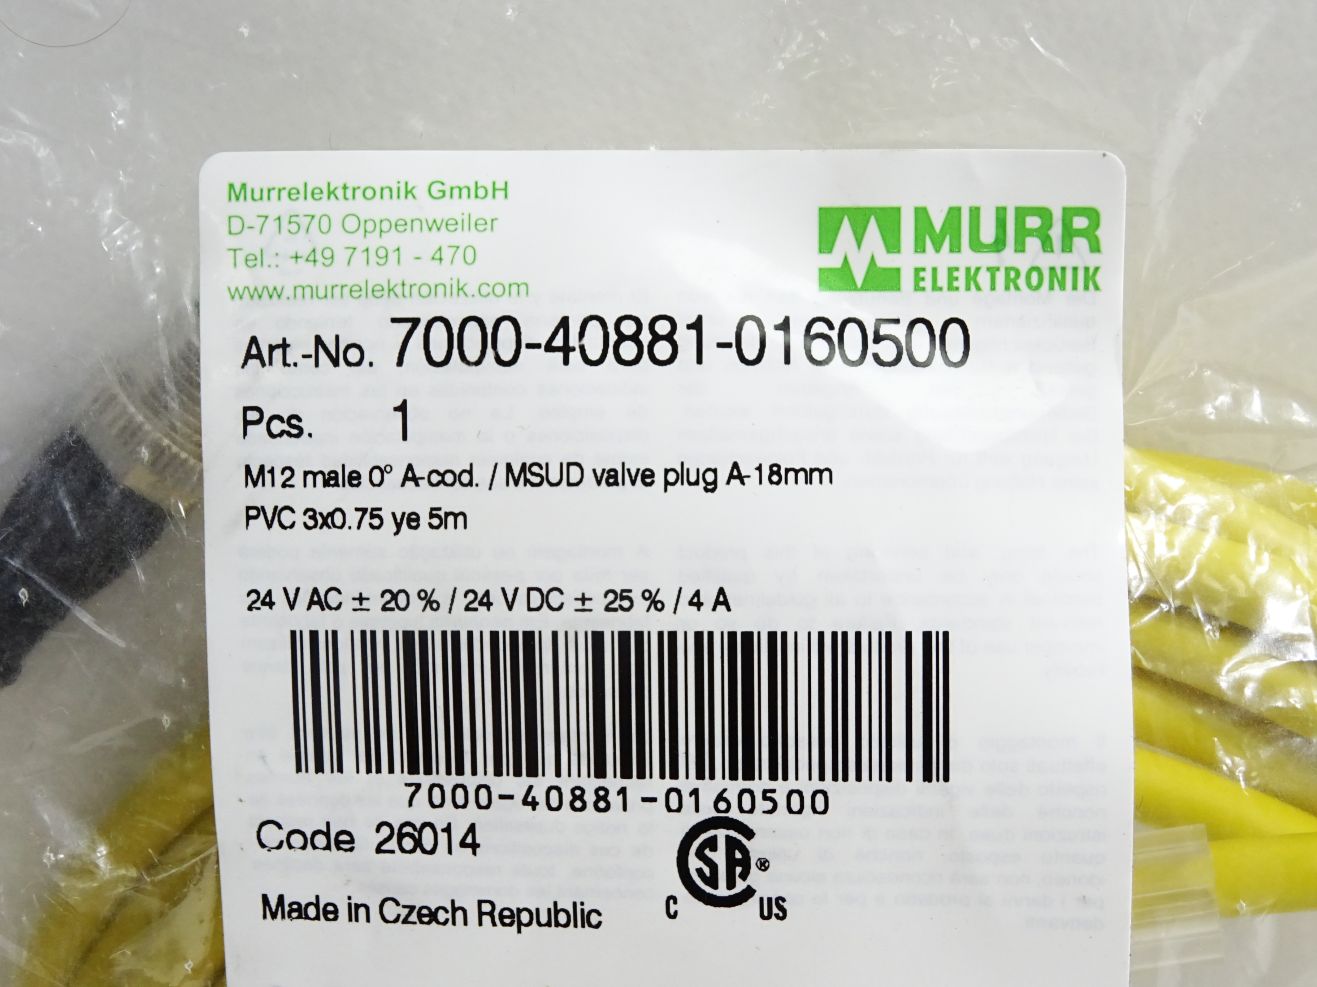 Murrelektronik GmbH
D-71570 Oppenweiler
Tel.: +49 7191 - 470
www.murrelektronik.com
MURR
ELEKTRONIK
Art.-No. 7000-40881-0160500
Pcs. 1
M12 male 0° A-cod. / MSUD valve plug A-18mm
PVC 3x0.75 ye 5m
24 V AC ± 20 % / 24 V DC ± 25 % / 4 A
7000-40881-0160500
Code 26014
CSA®
C US
Made in Czech Republic